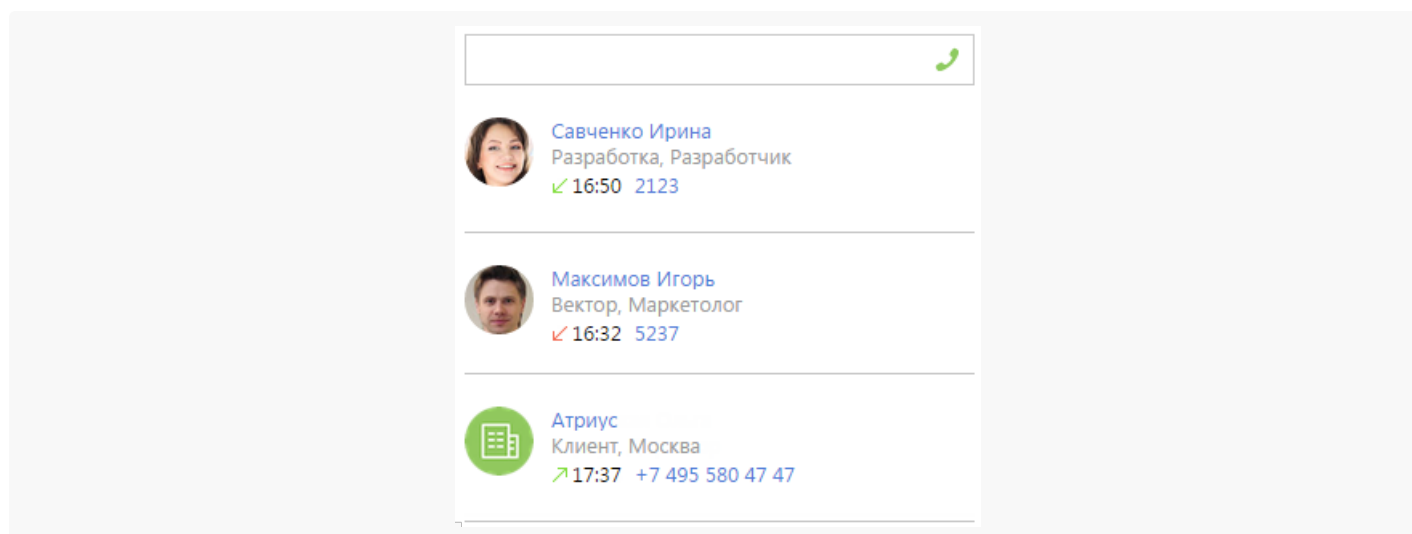 Савченко Ирина
Разработка, Разработчик
16:50 2123
Максимов Игорь
Вектор, Маркетолог
16:32 5237
Атриус
Клиент, Москва
17:37 +7 495 580 47 47